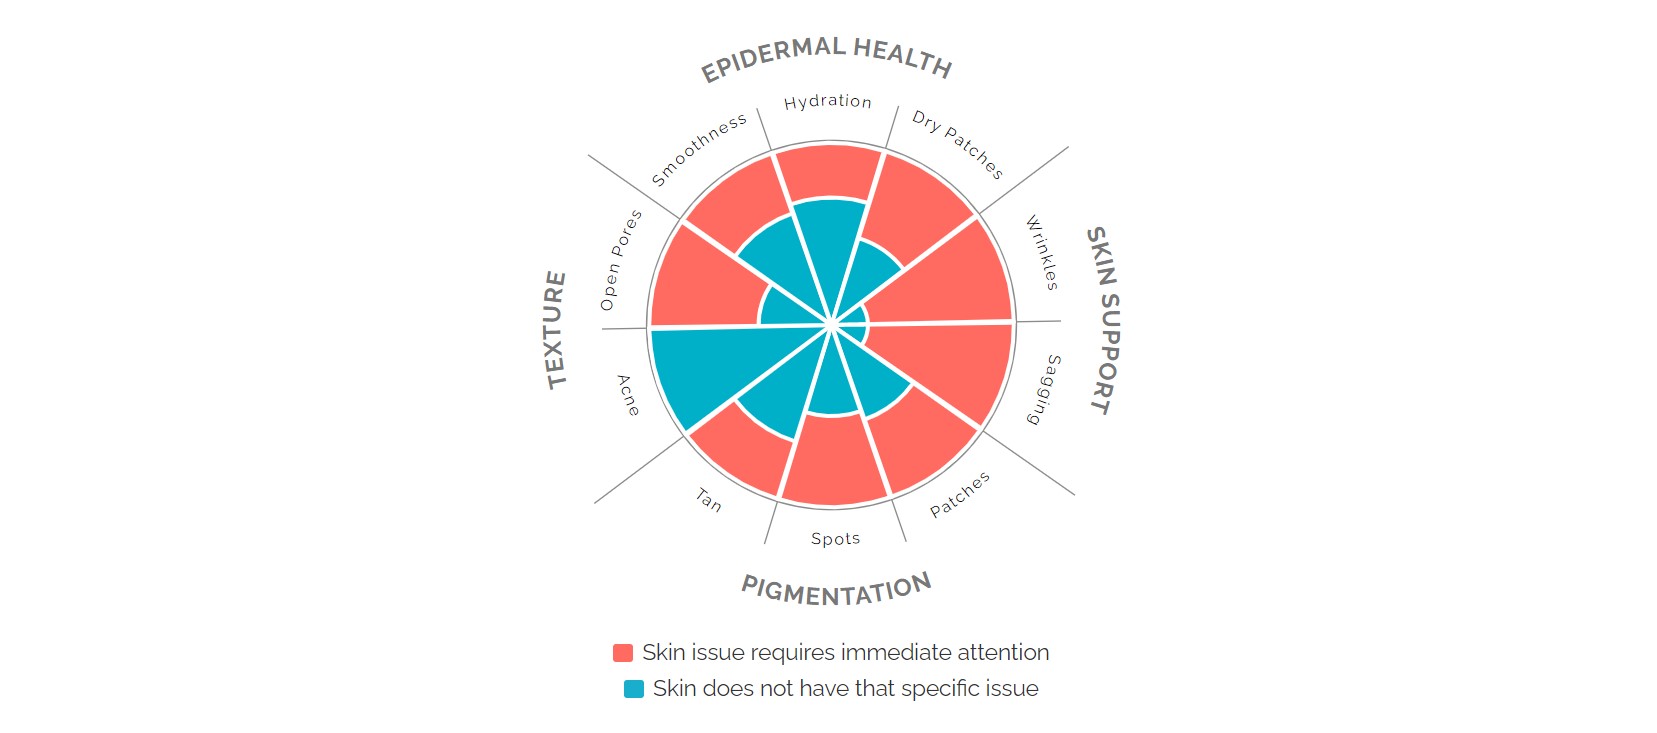 EPIDERMAL HEALTH
Hydration
Smoothness
Dry Patches
Open Pores
Wrinkles
TEXTURE
SKIN SUPPORT
Acne
Sagging
Tan
Patches
Spots
PIGMENTATION
Skin issue requires immediate attention
Skin does not have that specific issue